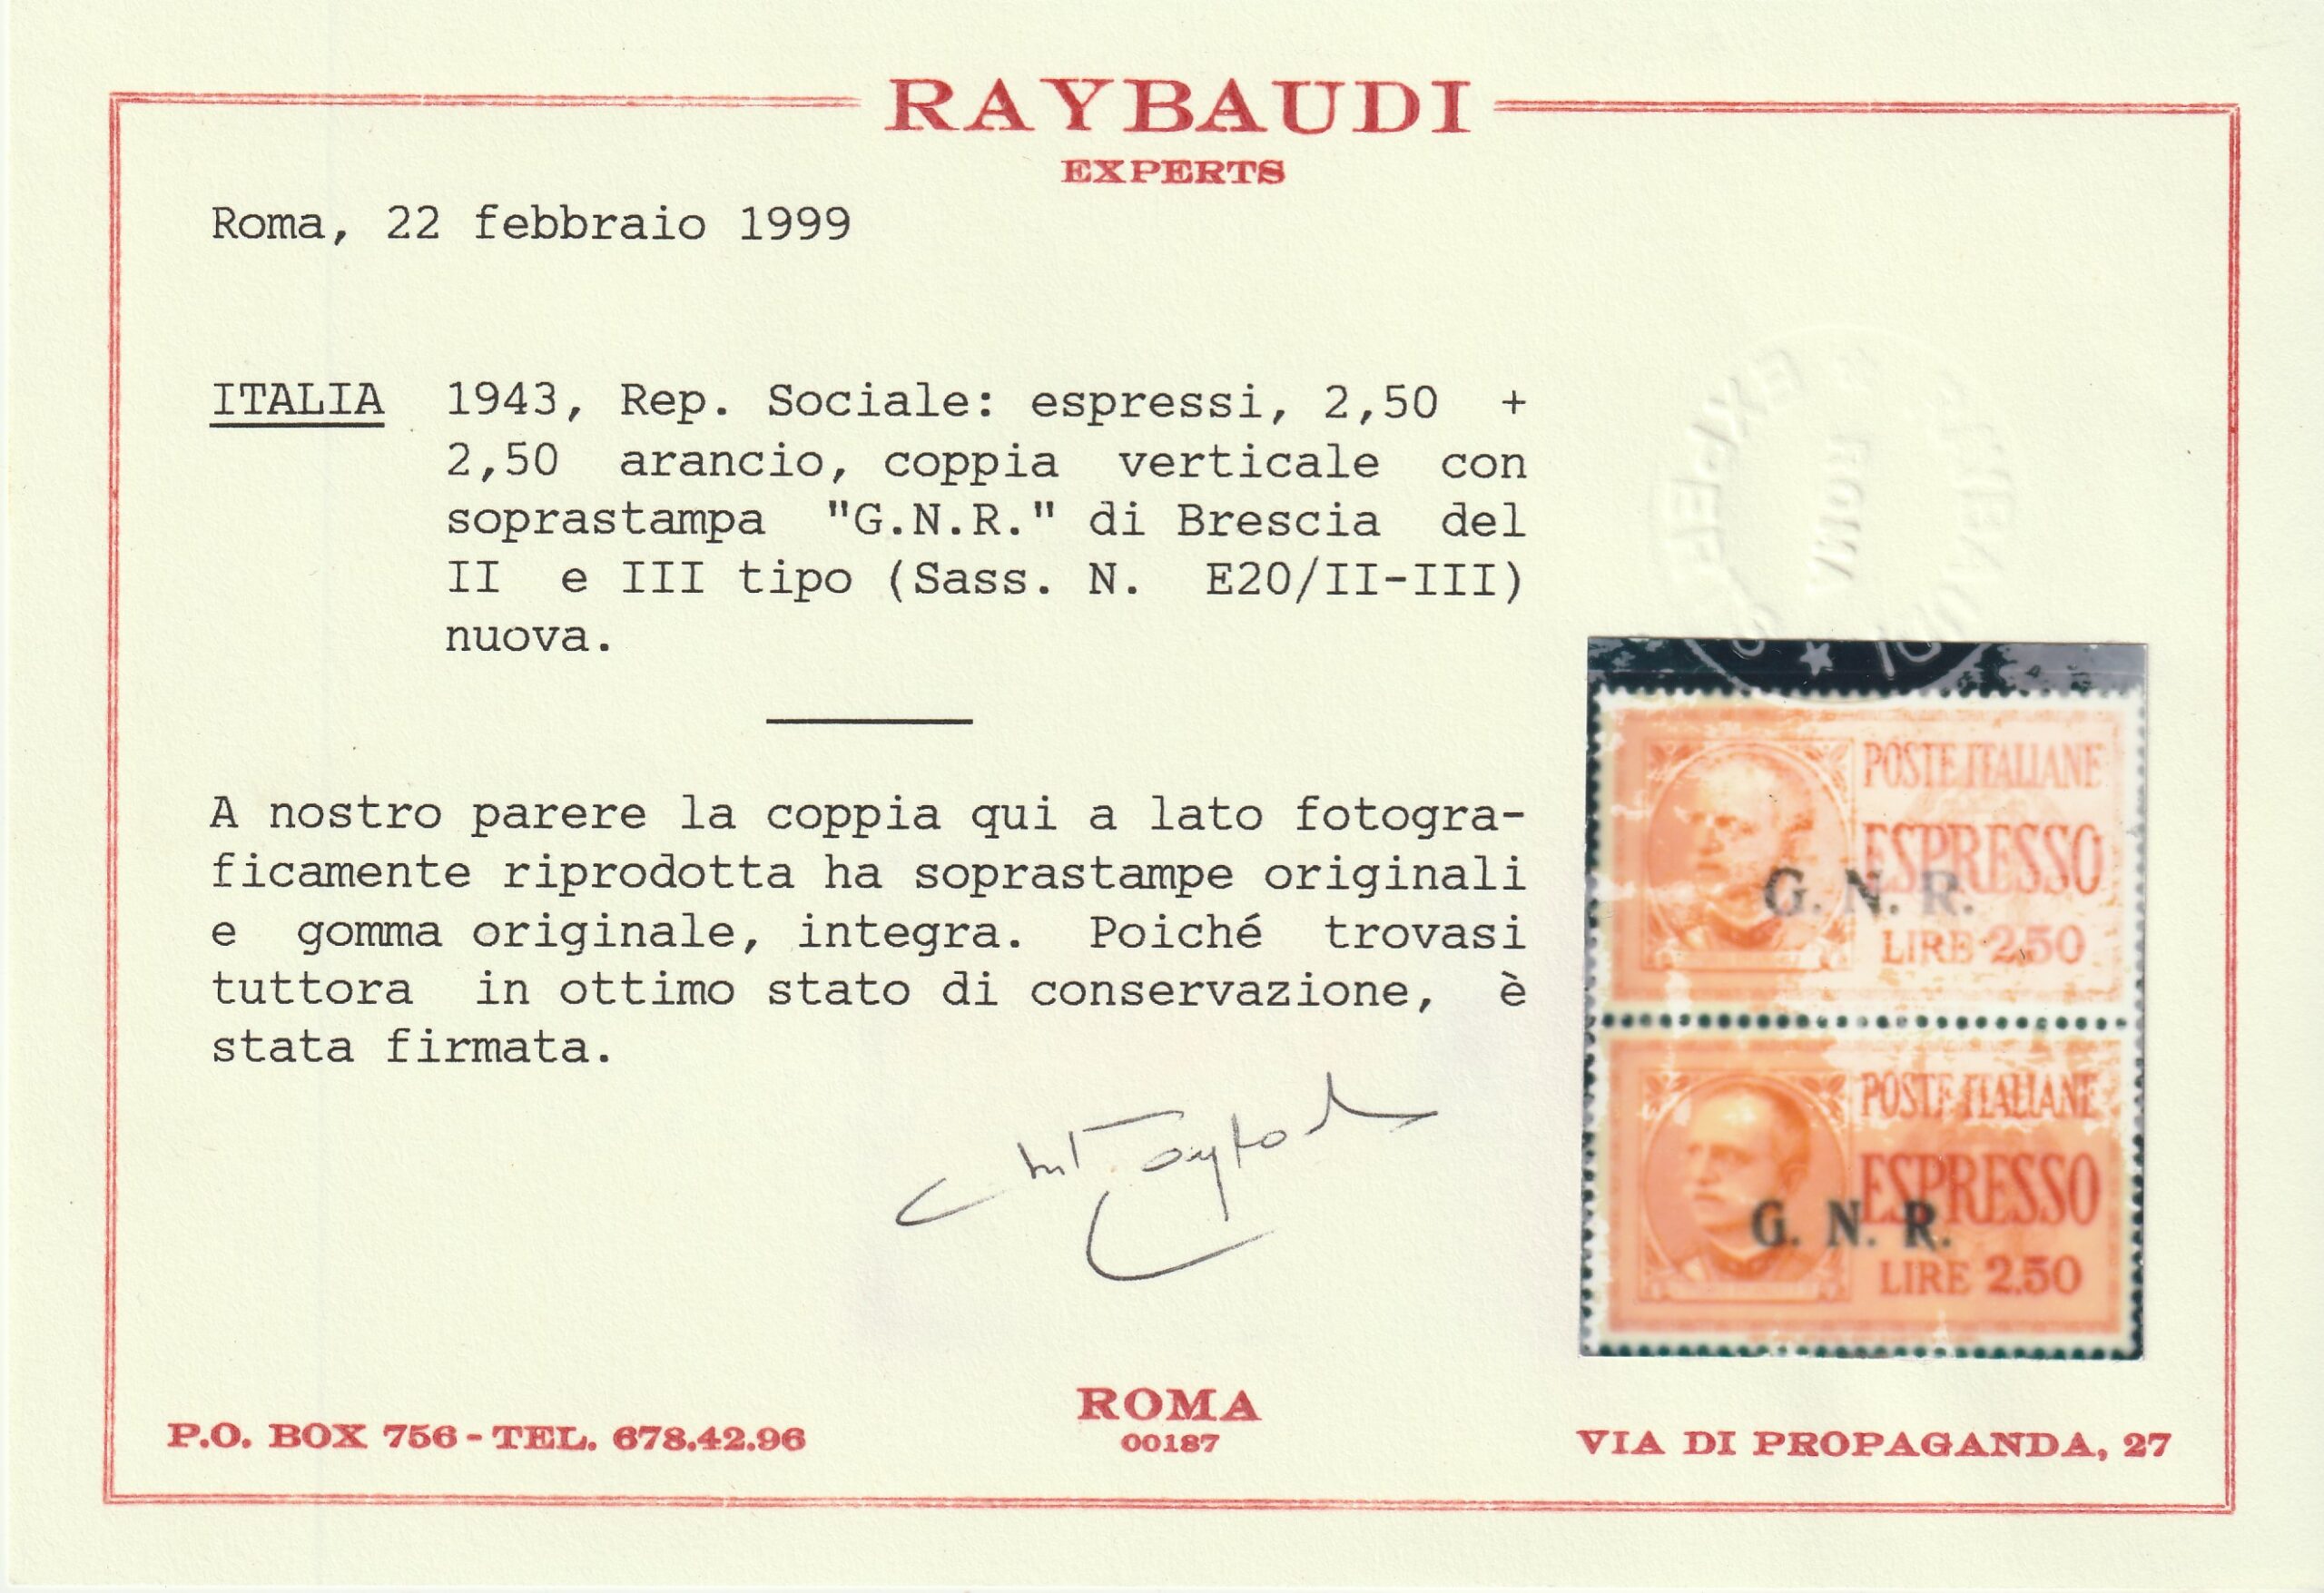 RAYBAUDI
EXPERTS
Roma, 22 febbraio 1999
ITALIA 1943, Rep. Sociale: espressi, 2,50 +
2,50 arancio, coppia verticale con
soprastampa "G.N.R." di Brescia del
II e III tipo (Sass. N. E20/II-III)
nuova.
A nostro parere la coppia qui a lato fotogra-
ficamente riprodotta ha soprastampe originali
e gomma originale, integra. Poiché trovasi
tuttora in ottimo stato di conservazione, è
stata firmata.
POSTE ITALIANE
ESPRESSO
G. N. R.
LIRE 2.50
POSTE ITALIANE
ESPRESSO
G. N. R.
LIRE 2.50
ROMA
00187
P.O. BOX 756 - TEL. 678.42.96
VIA DI PROPAGANDA, 27